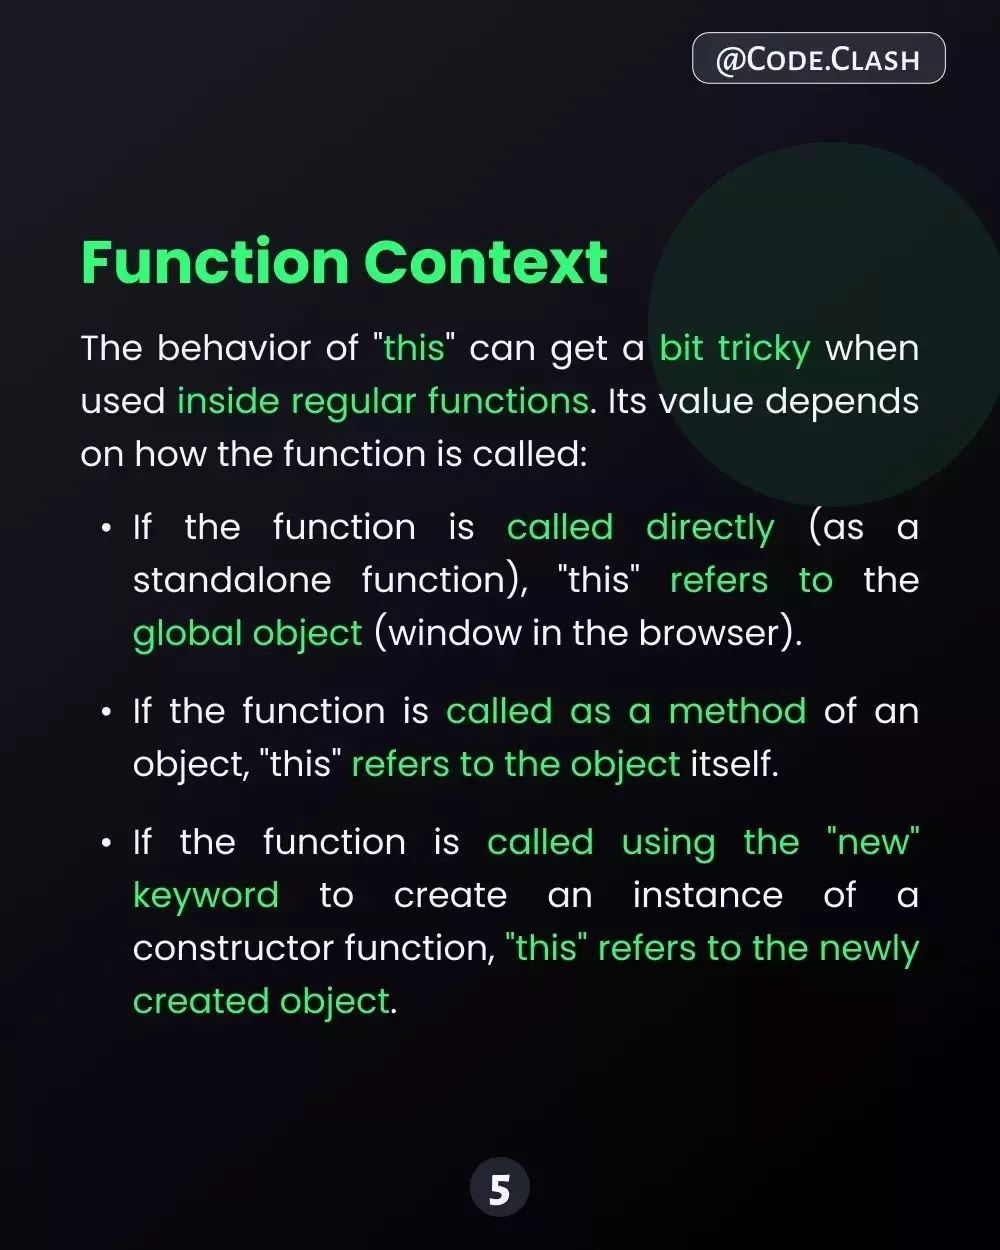 @Code.Clash
Function Context
The behavior of "this" can get a bit tricky when
used inside regular functions. Its value depends
on how the function is called:
• If the function is called directly (as a
standalone function), "this" refers to the
global object (window in the browser).
• If the function is called as a method of an
object, "this" refers to the object itself.
• If the function is called using the "new"
keyword to create an instance of a
constructor function, "this" refers to the newly
created object.
5